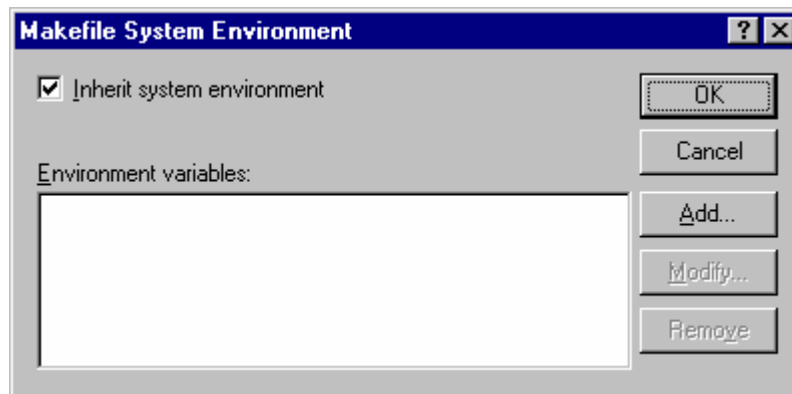 Makefile System Environment
Inherit system environment
OK
Cancel
Environment variables:
Add...
Modify...
Remove